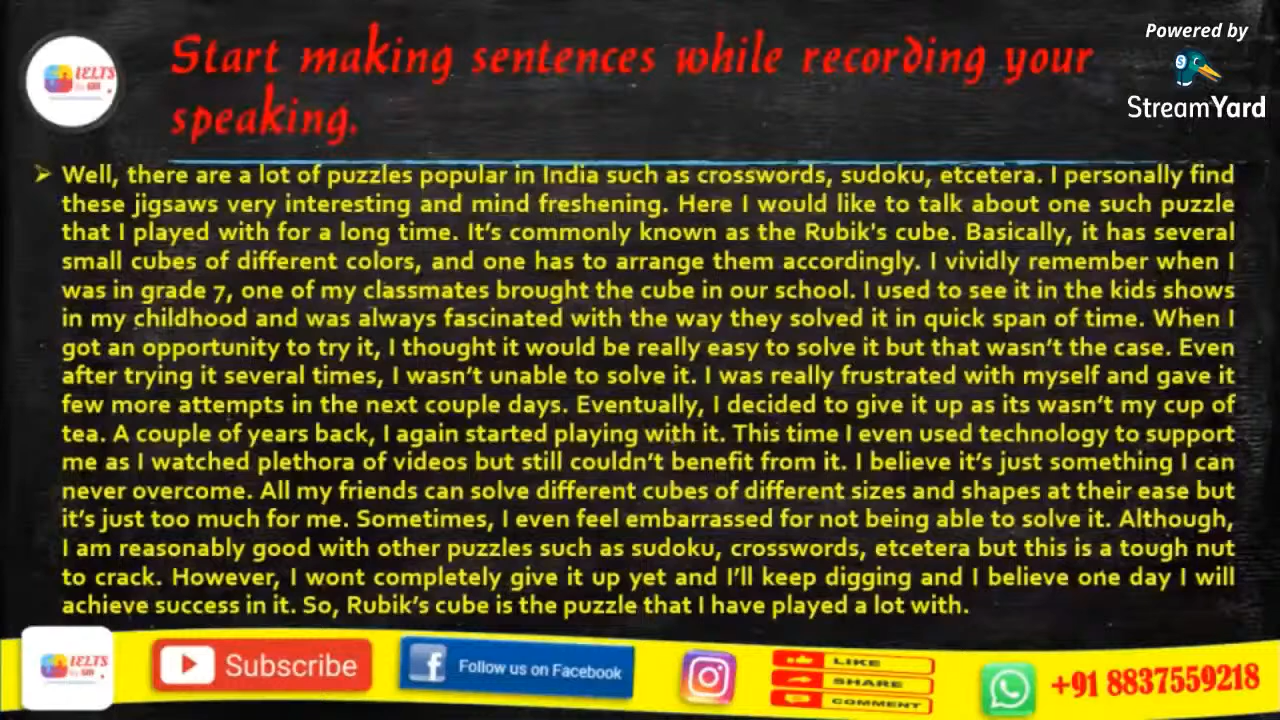 Powered by
StreamYard
IELTS
Start making sentences while recording your
speaking.
➢ Well, there are a lot of puzzles popular in India such as crosswords, sudoku, etcetera. I personally find
these jigsaws very interesting and mind freshening. Here I would like to talk about one such puzzle
that I played with for a long time. It’s commonly known as the Rubik's cube. Basically, it has several
small cubes of different colors, and one has to arrange them accordingly. I vividly remember when I
was in grade 7, one of my classmates brought the cube in our school. I used to see it in the kids shows
in my childhood and was always fascinated with the way they solved it in quick span of time. When I
got an opportunity to try it, I thought it would be really easy to solve it but that wasn’t the case. Even
after trying it several times, I wasn’t unable to solve it. I was really frustrated with myself and gave it
few more attempts in the next couple days. Eventually, I decided to give it up as its wasn’t my cup of
tea. A couple of years back, I again started playing with it. This time I even used technology to support
me as I watched plethora of videos but still couldn’t benefit from it. I believe it’s just something I can
never overcome. All my friends can solve different cubes of different sizes and shapes at their ease but
it’s just too much for me. Sometimes, I even feel embarrassed for not being able to solve it. Although,
I am reasonably good with other puzzles such as sudoku, crosswords, etcetera but this is a tough nut
to crack. However, I wont completely give it up yet and I’ll keep digging and I believe one day I will
achieve success in it. So, Rubik’s cube is the puzzle that I have played a lot with.
IELTS
Subscribe
Follow us on Facebook
LIKE
SHARE
COMMENT
+91 8837559218